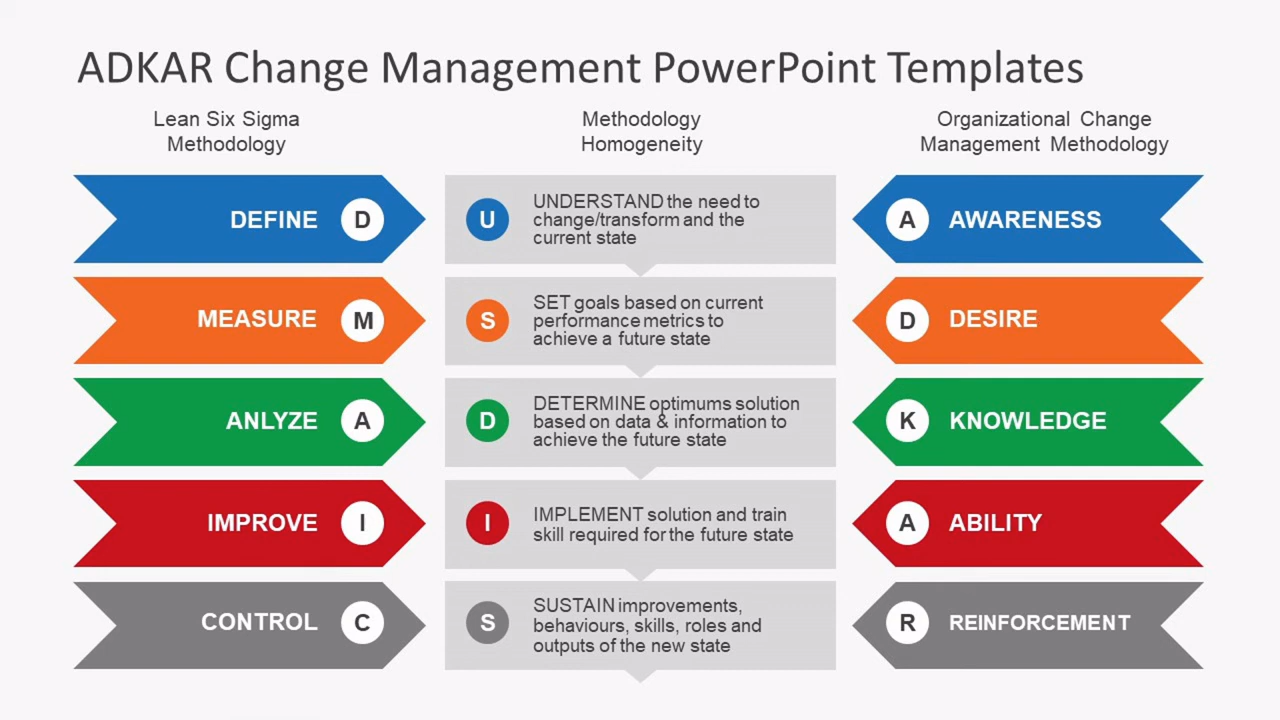 ADKAR Change Management PowerPoint Templates
Lean Six Sigma
Methodology
Methodology
Homogeneity
Organizational Change
Management Methodology
DEFINE D
U
UNDERSTAND the need to
change/transform and the
current state
A AWARENESS
MEASURE M
S
SET goals based on current
performance metrics to
achieve a future state
D DESIRE
ANLYZE A
D
DETERMINE optimums solution
based on data & information to
achieve the future state
K KNOWLEDGE
IMPROVE I
I
IMPLEMENT solution and train
skill required for the future state
A ABILITY
CONTROL C
S
SUSTAIN improvements,
behaviours, skills, roles and
outputs of the new state
R REINFORCEMENT